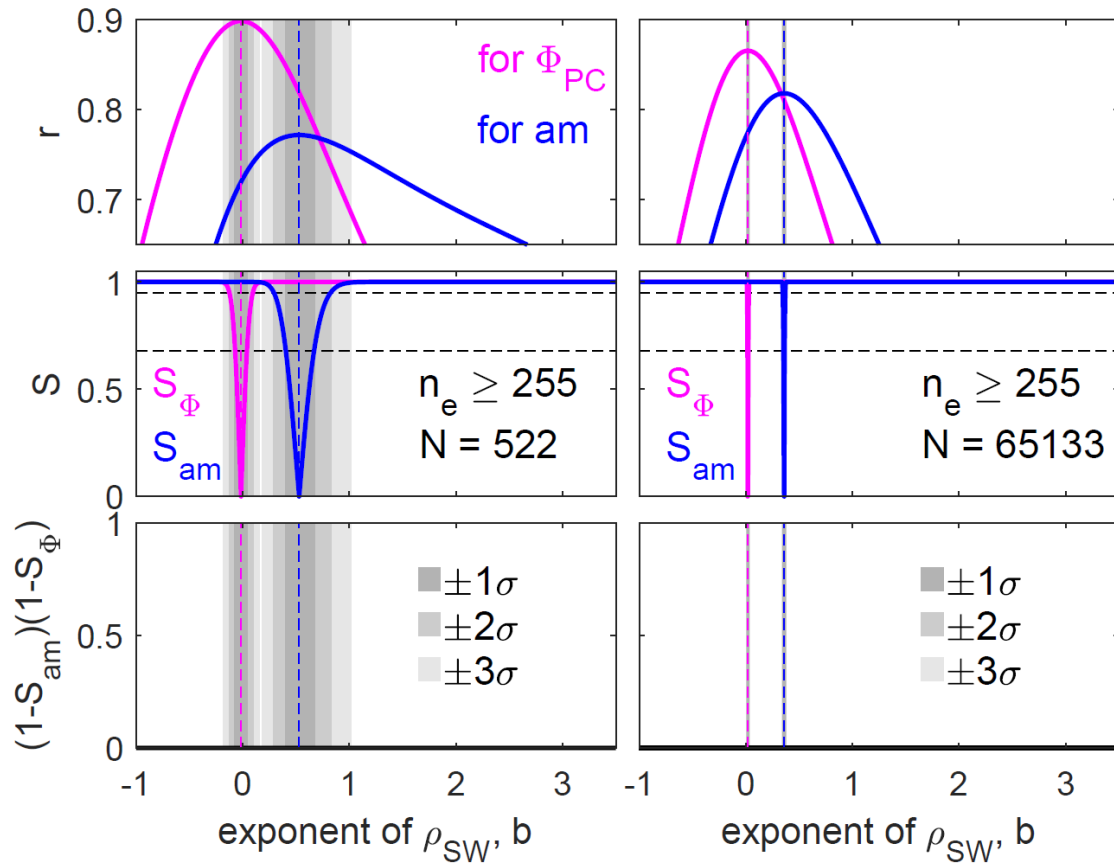 0.9
0.8
0.7
r
for Φ_PC
for am
1
0.5
0
S
S_Φ
S_am
n_e ≥ 255
N = 522
S_Φ
S_am
n_e ≥ 255
N = 65133
1
0.5
0
(1-S_am)(1-S_Φ)
±1σ
±2σ
±3σ
±1σ
±2σ
±3σ
-1 0 1 2 3
-1 0 1 2 3
exponent of ρ_SW, b
exponent of ρ_SW, b